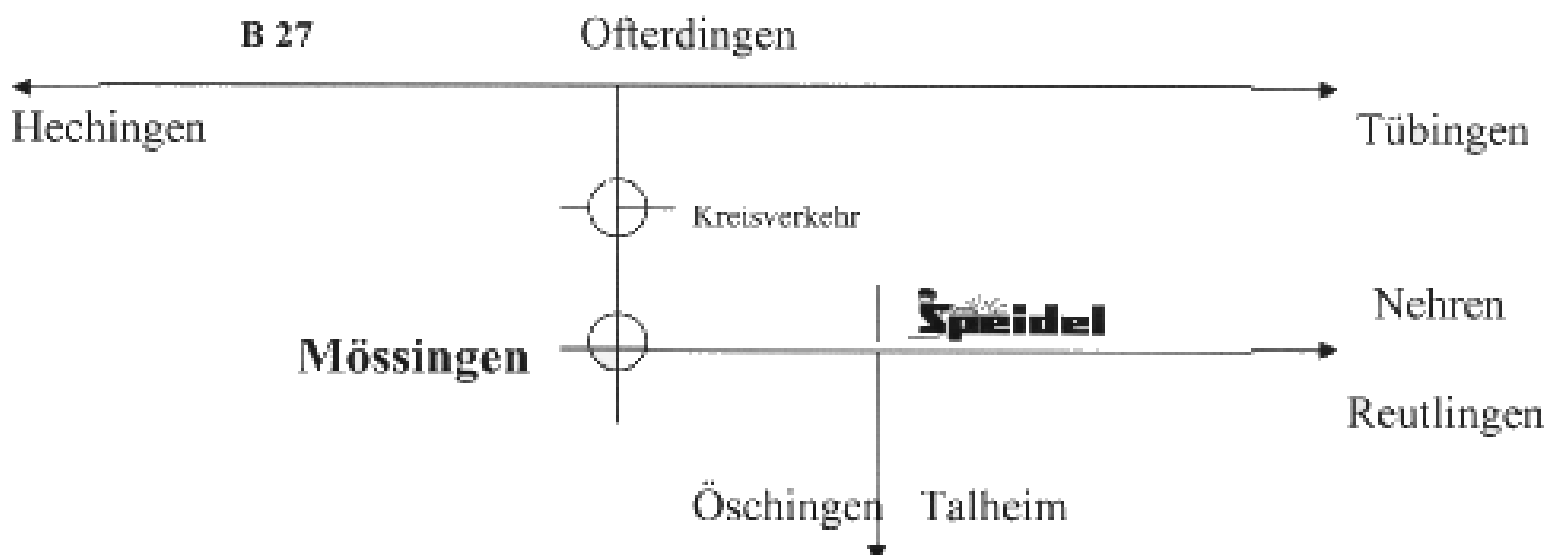 B 27 Ofterdingen
Hechingen Tübingen
Kreisverkehr
Speidel Nehren
Mössingen
Reutlingen
Öschingen Talheim